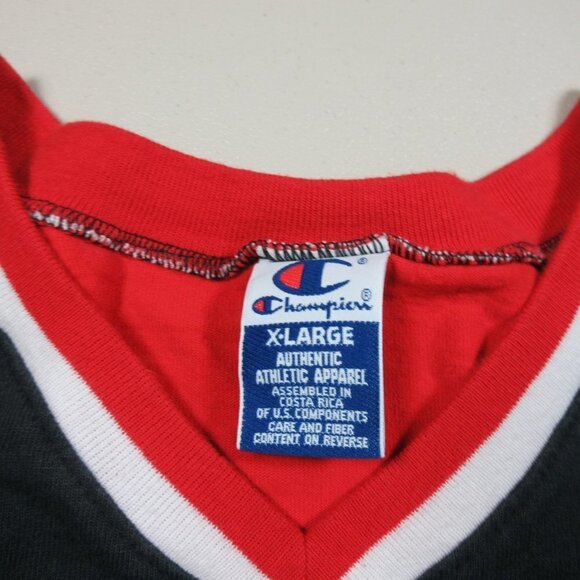 Champion®
X-LARGE
AUTHENTIC
ATHLETIC APPAREL
ASSEMBLED IN
COSTA RICA
OF U.S. COMPONENTS
CARE AND FIBER
CONTENT ON REVERSE